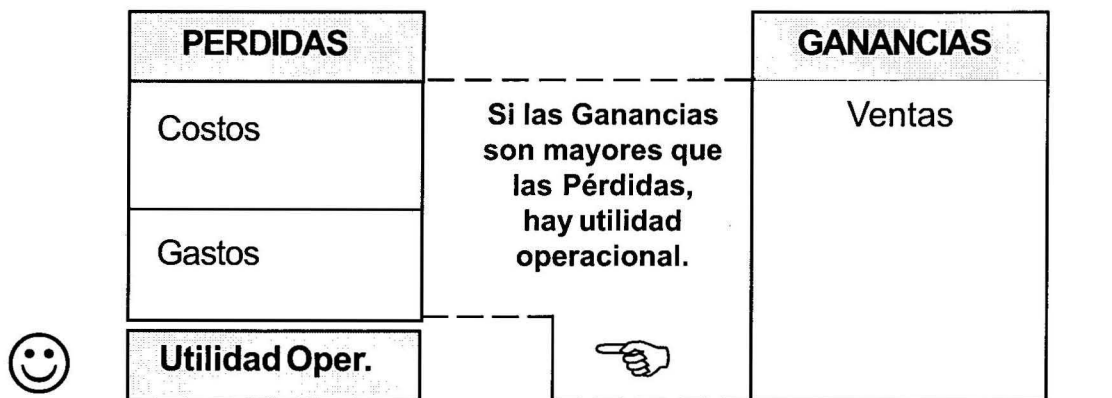 PERDIDAS
Costos
Gastos
Utilidad Oper.
Si las Ganancias
son mayores que
las Pérdidas,
hay utilidad
operacional.
GANANCIAS
Ventas